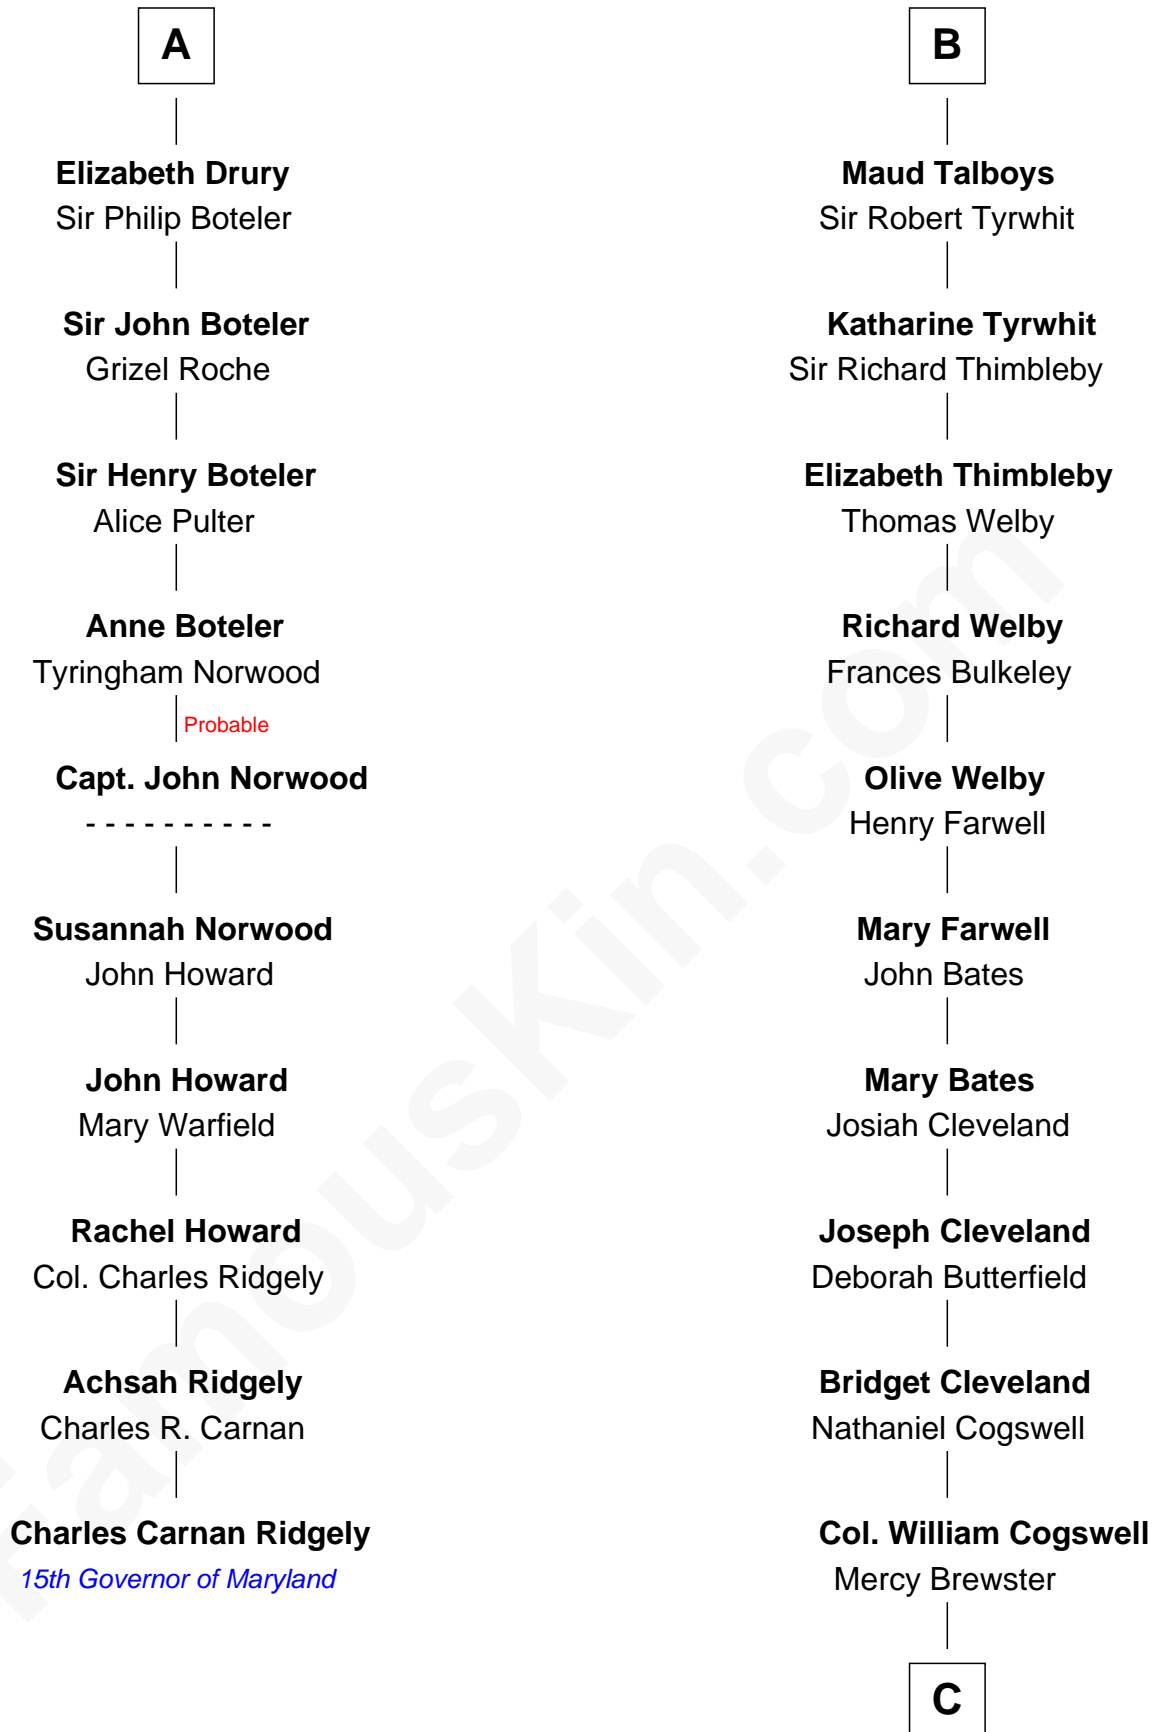 A
Elizabeth Drury
Sir Philip Boteler
Sir John Boteler
Grizel Roche
Sir Henry Boteler
Alice Pulter
Anne Boteler
Tyringham Norwood
Probable
Capt. John Norwood
- - - - - - - - - -
Susannah Norwood
John Howard
John Howard
Mary Warfield
Rachel Howard
Col. Charles Ridgely
Achsah Ridgely
Charles R. Carnan
Charles Carnan Ridgely
15th Governor of Maryland
B
Maud Talboys
Sir Robert Tyrwhit
Katharine Tyrwhit
Sir Richard Thimbleby
Elizabeth Thimbleby
Thomas Welby
Richard Welby
Frances Bulkeley
Olive Welby
Henry Farwell
Mary Farwell
John Bates
Mary Bates
Josiah Cleveland
Joseph Cleveland
Deborah Butterfield
Bridget Cleveland
Nathaniel Cogswell
Col. William Cogswell
Mercy Brewster
C
FamousKin.com